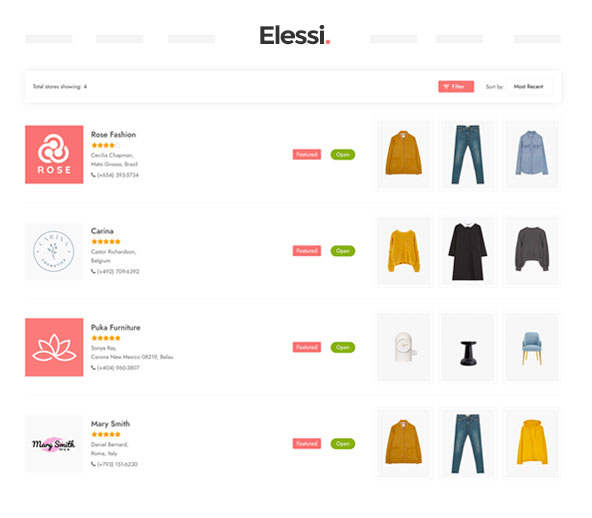 Elessi.
Total stores showing: 4
Filter
Sort by:
Most Recent
ROSE
Rose Fashion
Cecilia Chapman,
Mato Grosso, Brazil
(+654) 393-5734
Featured
Open
CARINA
COSMETICS
Carina
Castor Richardson,
Belgium
(+492) 709-6392
Featured
Open
Puka Furniture
Sonya Ray,
Corona New Mexico 08219, Belau
(+404) 960-3807
Featured
Open
Mary Smith
Mary Smith
Daniel Bernard,
Roma, Italy
(+793) 151-6230
Featured
Open